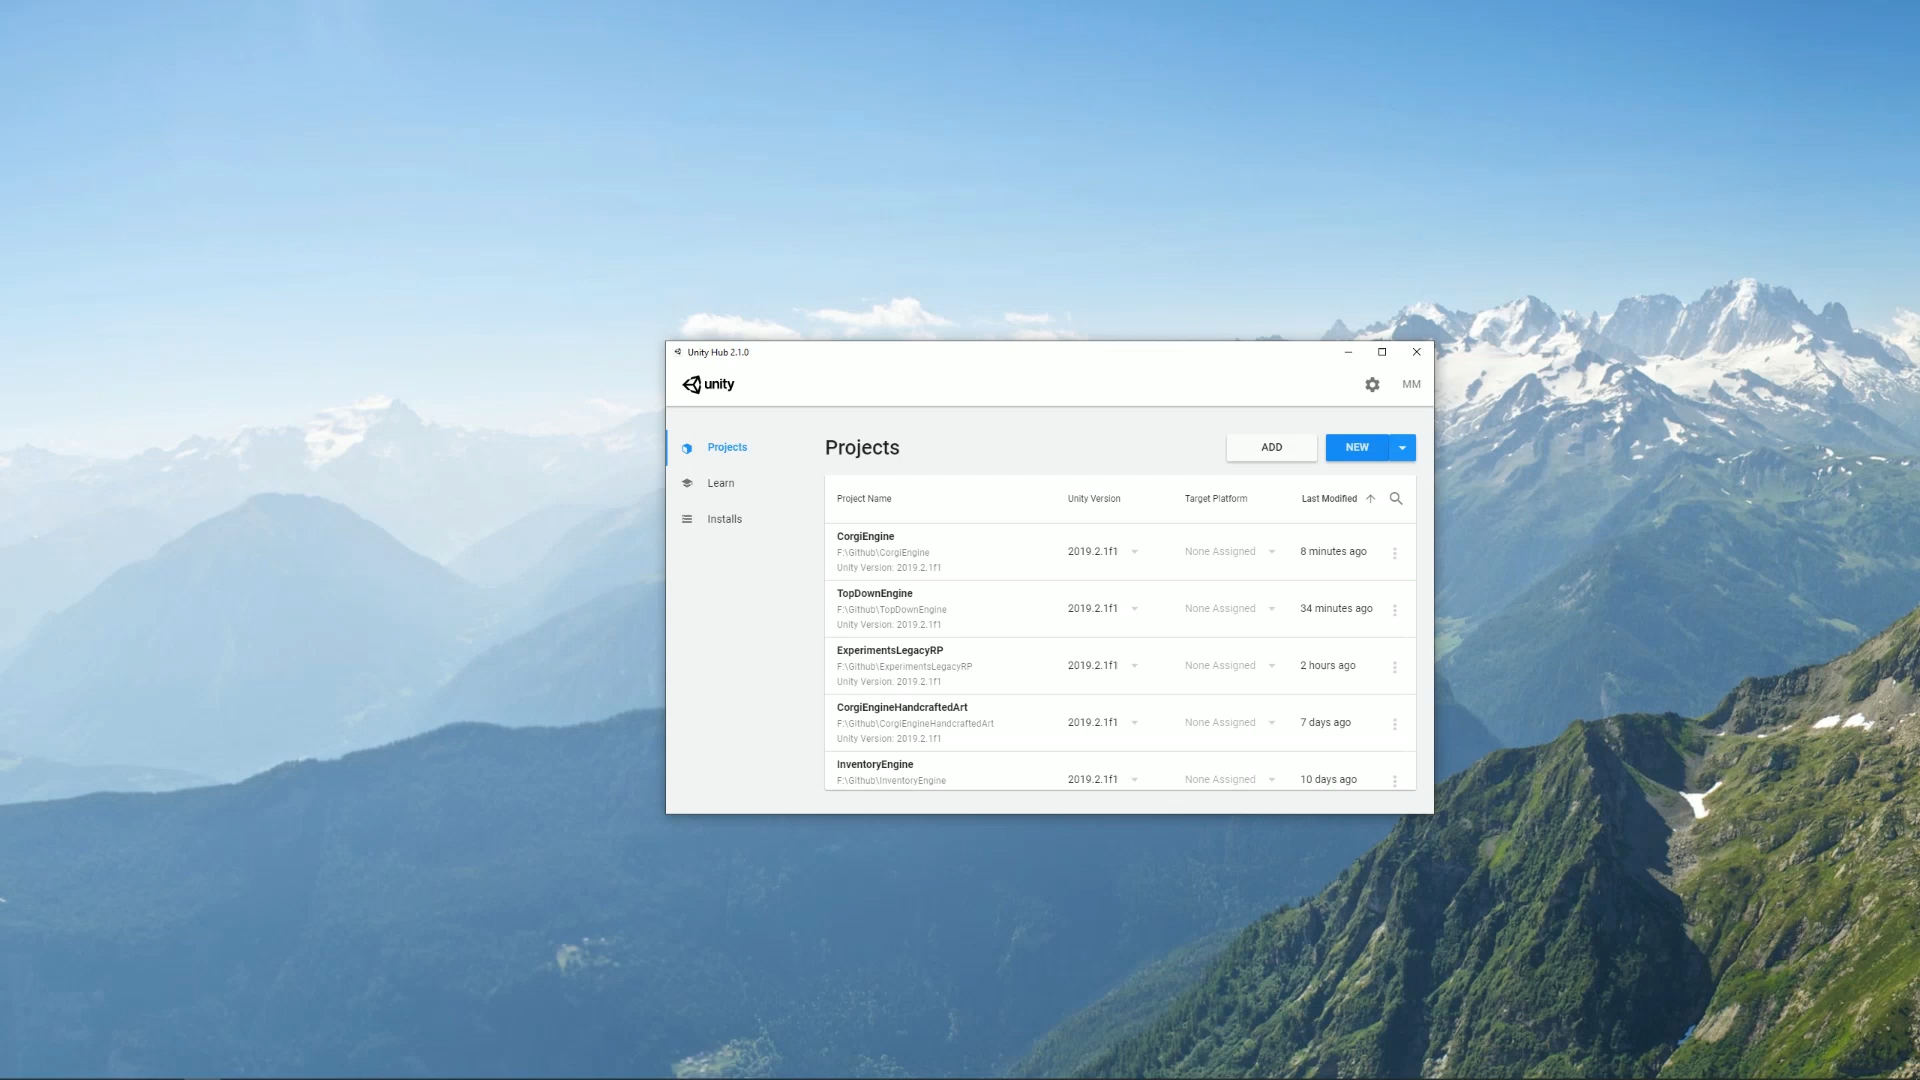 Unity Hub 2.1.0
unity
MM
Projects
Learn
Installs
Projects
ADD
NEW
Project Name
Unity Version
Target Platform
Last Modified
CorgiEngine
F:\Github\CorgiEngine
Unity Version: 2019.2.1f1
2019.2.1f1
None Assigned
8 minutes ago
TopDownEngine
F:\Github\TopDownEngine
Unity Version: 2019.2.1f1
2019.2.1f1
None Assigned
34 minutes ago
ExperimentsLegacyRP
F:\Github\ExperimentsLegacyRP
Unity Version: 2019.2.1f1
2019.2.1f1
None Assigned
2 hours ago
CorgiEngineHandcraftedArt
F:\Github\CorgiEngineHandcraftedArt
Unity Version: 2019.2.1f1
2019.2.1f1
None Assigned
7 days ago
InventoryEngine
F:\Github\InventoryEngine
2019.2.1f1
None Assigned
10 days ago